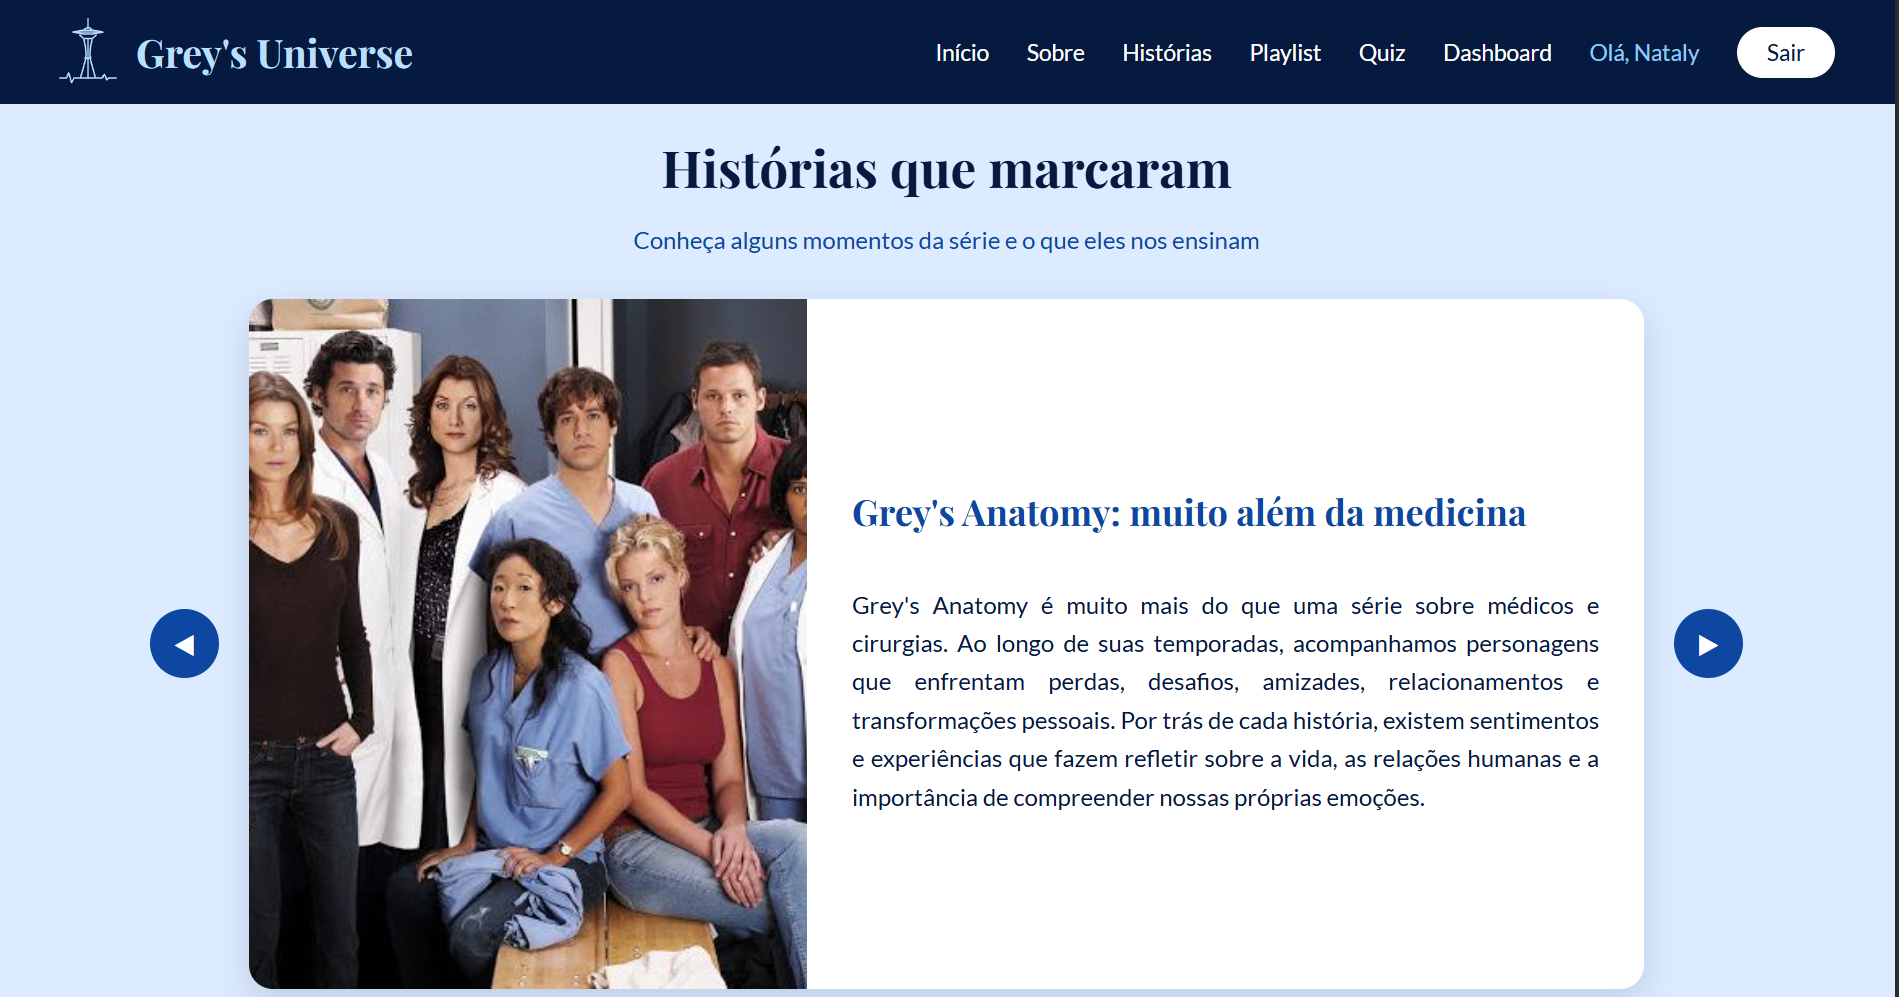 Grey's Universe
Início Sobre Histórias Playlist Quiz Dashboard Olá, Nataly Sair
Histórias que marcaram
Conheça alguns momentos da série e o que eles nos ensinam
Grey's Anatomy: muito além da medicina
Grey's Anatomy é muito mais do que uma série sobre médicos e
cirurgias. Ao longo de suas temporadas, acompanhamos personagens
que enfrentam perdas, desafios, amizades, relacionamentos e
transformações pessoais. Por trás de cada história, existem sentimentos
e experiências que fazem refletir sobre a vida, as relações humanas e a
importância de compreender nossas próprias emoções.